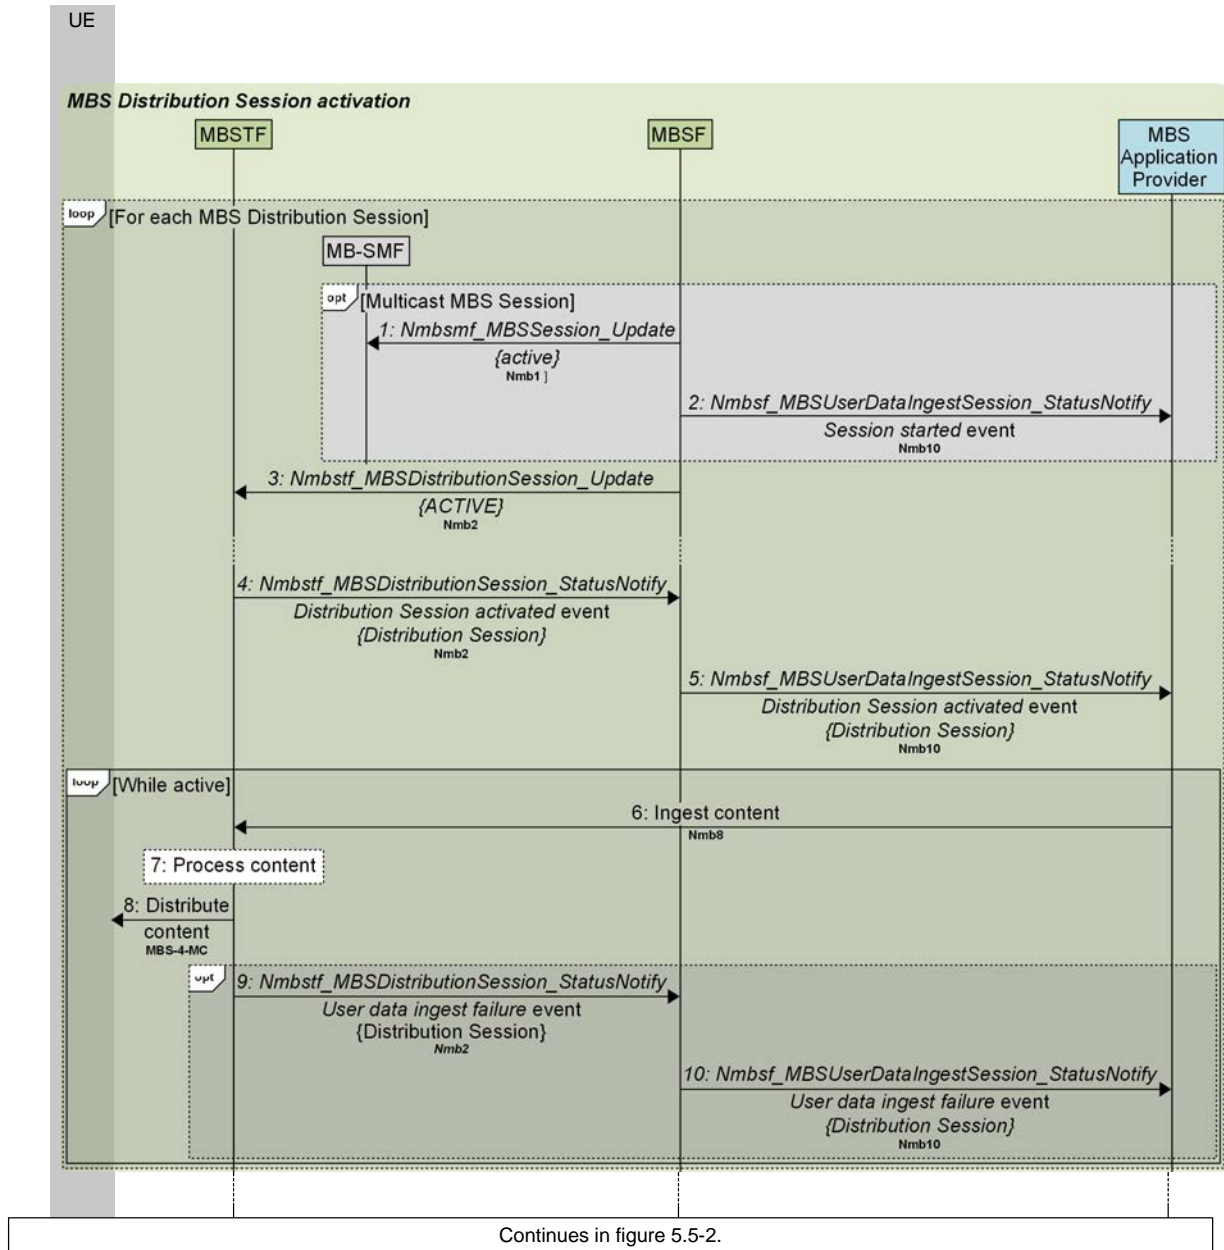 UE
MBS Distribution Session activation
MBSTF
MBSF
MBS
Application
Provider
loop
[For each MBS Distribution Session]
MB-SMF
opt
[Multicast MBS Session]
1: Nmbsmf_MBSSession_Update
{active}
Nmb1 ]
2: Nmbsf_MBSUserDataIngestSession_StatusNotify
Session started event
Nmb10
3: Nmbstf_MBSDistributionSession_Update
{ACTIVE}
Nmb2
4: Nmbstf_MBSDistributionSession_StatusNotify
Distribution Session activated event
{Distribution Session}
Nmb2
5: Nmbsf_MBSUserDataIngestSession_StatusNotify
Distribution Session activated event
{Distribution Session}
Nmb10
loop
[While active]
6: Ingest content
Nmb8
7: Process content
8: Distribute
content
MBS-4-MC
opt
9: Nmbstf_MBSDistributionSession_StatusNotify
User data ingest failure event
{Distribution Session}
Nmb2
10: Nmbsf_MBSUserDataIngestSession_StatusNotify
User data ingest failure event
{Distribution Session}
Nmb10
Continues in figure 5.5-2.